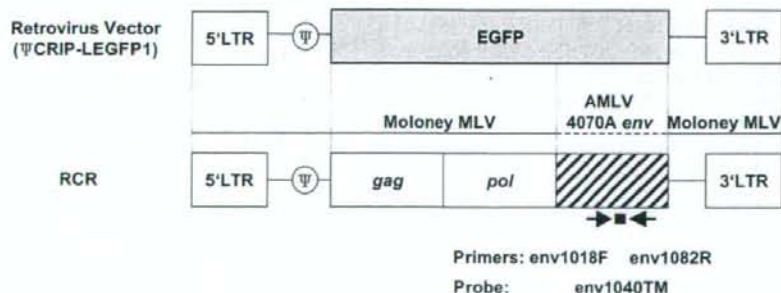 Retrovirus Vector
(ΨCRIP-LEGFP1)
5'LTR
Ψ
EGFP
3'LTR
AMLV
Moloney MLV
4070A env
Moloney MLV
RCR
5'LTR
Ψ
gag
pol
3'LTR
Primers: env1018F env1082R
Probe: env1040TM